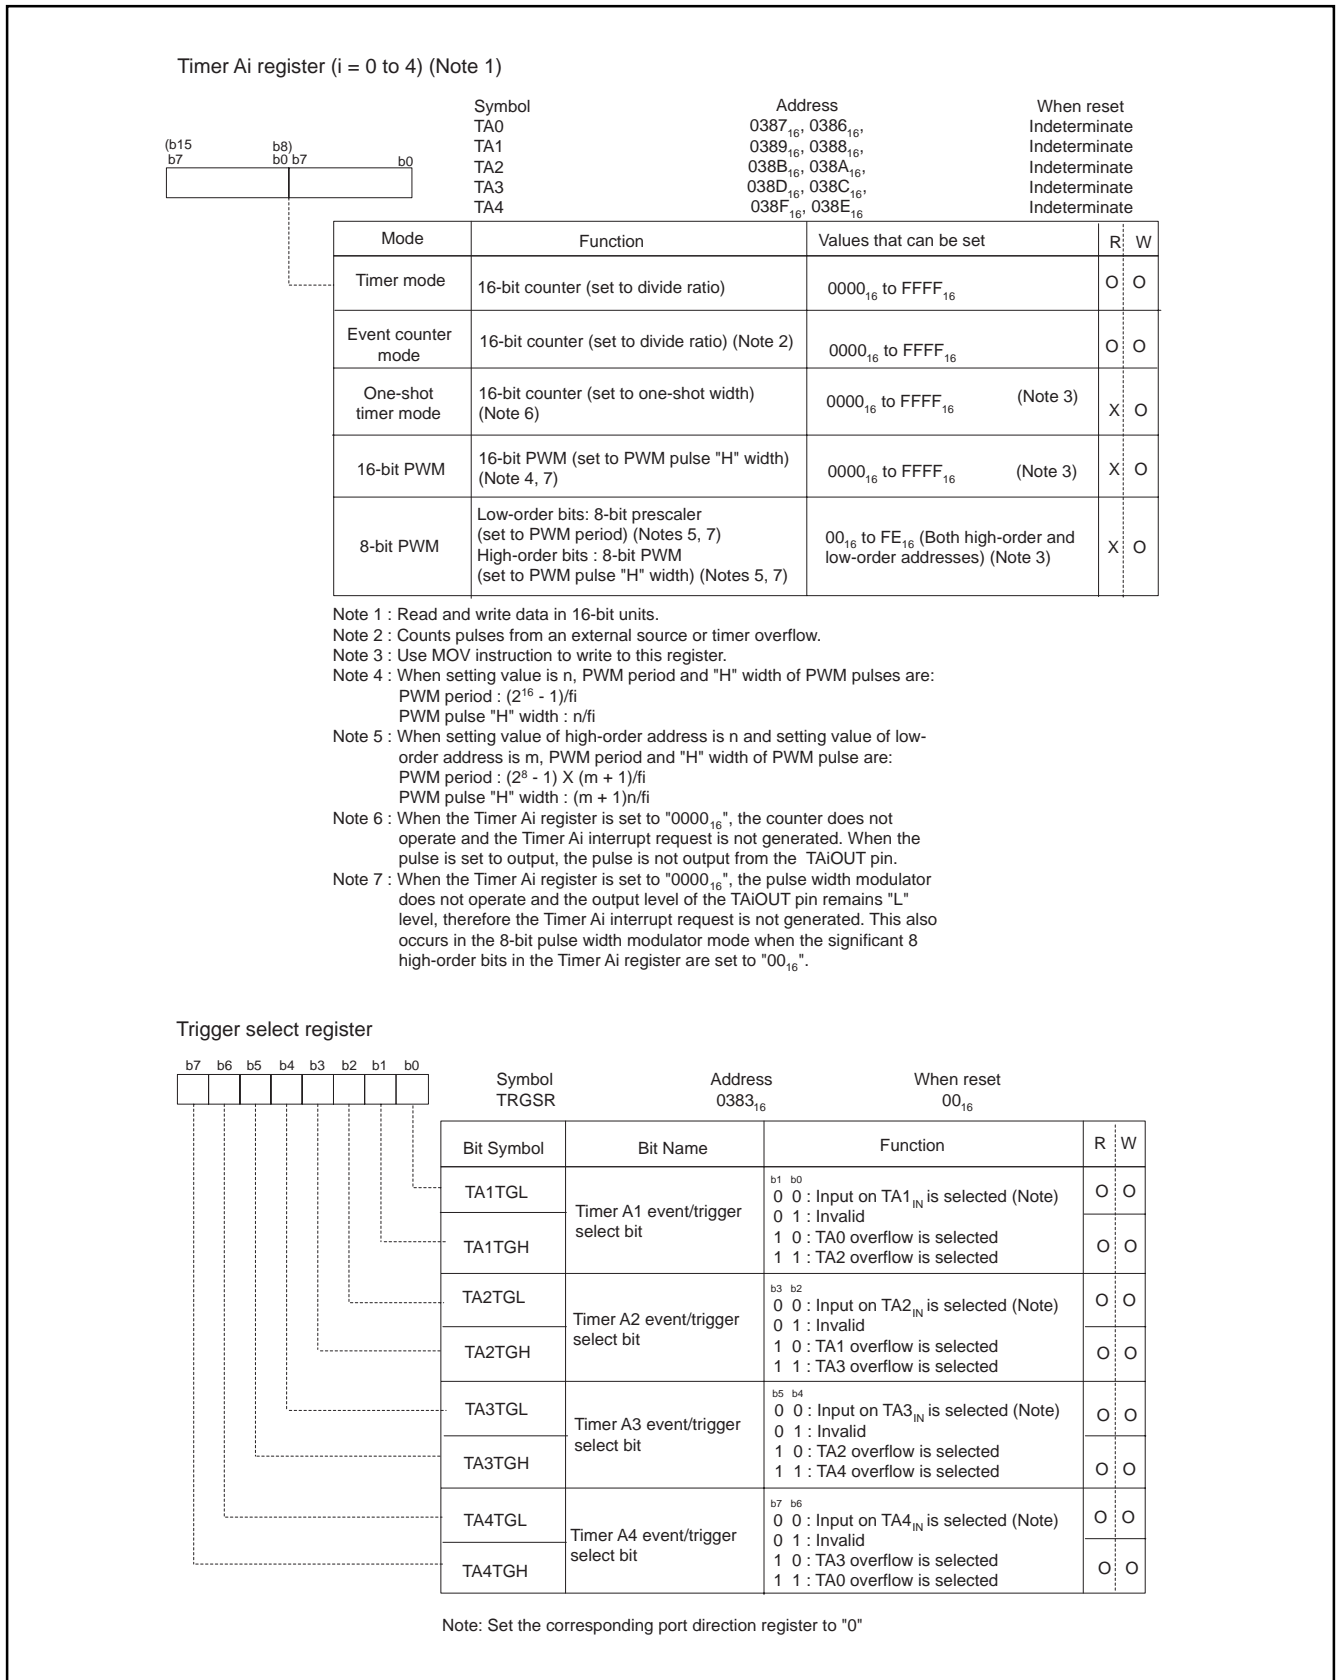 Timer Ai register (i = 0 to 4) (Note 1)
Symbol Address When reset
TA0 0387₁₆, 0386₁₆, Indeterminate
TA1 0389₁₆, 0388₁₆, Indeterminate
TA2 038B₁₆, 038A₁₆, Indeterminate
TA3 038D₁₆, 038C₁₆, Indeterminate
TA4 038F₁₆, 038E₁₆ Indeterminate
(b15 b8)
b7 b0 b7 b0
Mode Function Values that can be set R W
Timer mode 16-bit counter (set to divide ratio) 0000₁₆ to FFFF₁₆ O O
Event counter
mode 16-bit counter (set to divide ratio) (Note 2) 0000₁₆ to FFFF₁₆ O O
One-shot
timer mode
16-bit counter (set to one-shot width)
(Note 6)
0000₁₆ to FFFF₁₆ (Note 3) X O
16-bit PWM
16-bit PWM (set to PWM pulse "H" width)
(Note 4, 7)
0000₁₆ to FFFF₁₆ (Note 3) X O
8-bit PWM
Low-order bits: 8-bit prescaler
(set to PWM period) (Notes 5, 7)
High-order bits : 8-bit PWM
(set to PWM pulse "H" width) (Notes 5, 7)
00₁₆ to FE₁₆ (Both high-order and
low-order addresses) (Note 3)
X O
Note 1 : Read and write data in 16-bit units.
Note 2 : Counts pulses from an external source or timer overflow.
Note 3 : Use MOV instruction to write to this register.
Note 4 : When setting value is n, PWM period and "H" width of PWM pulses are:
PWM period : (2¹⁶ - 1)/fi
PWM pulse "H" width : n/fi
Note 5 : When setting value of high-order address is n and setting value of low-
order address is m, PWM period and "H" width of PWM pulse are:
PWM period : (2⁸ - 1) X (m + 1)/fi
PWM pulse "H" width : (m + 1)n/fi
Note 6 : When the Timer Ai register is set to "0000₁₆", the counter does not
operate and the Timer Ai interrupt request is not generated. When the
pulse is set to output, the pulse is not output from the TAiOUT pin.
Note 7 : When the Timer Ai register is set to "0000₁₆", the pulse width modulator
does not operate and the output level of the TAiOUT pin remains "L"
level, therefore the Timer Ai interrupt request is not generated. This also
occurs in the 8-bit pulse width modulator mode when the significant 8
high-order bits in the Timer Ai register are set to "00₁₆".
Trigger select register
b7 b6 b5 b4 b3 b2 b1 b0
Symbol Address When reset
TRGSR 0383₁₆ 00₁₆
Bit Symbol Bit Name Function R W
TA1TGL
TA1TGH
Timer A1 event/trigger
select bit
b1 b0
0 0 : Input on TA1IN is selected (Note)
0 1 : Invalid
1 0 : TA0 overflow is selected
1 1 : TA2 overflow is selected
O O
O O
TA2TGL
TA2TGH
Timer A2 event/trigger
select bit
b3 b2
0 0 : Input on TA2IN is selected (Note)
0 1 : Invalid
1 0 : TA1 overflow is selected
1 1 : TA3 overflow is selected
O O
O O
TA3TGL
TA3TGH
Timer A3 event/trigger
select bit
b5 b4
0 0 : Input on TA3IN is selected (Note)
0 1 : Invalid
1 0 : TA2 overflow is selected
1 1 : TA4 overflow is selected
O O
O O
TA4TGL
TA4TGH
Timer A4 event/trigger
select bit
b7 b6
0 0 : Input on TA4IN is selected (Note)
0 1 : Invalid
1 0 : TA3 overflow is selected
1 1 : TA0 overflow is selected
O O
O O
Note: Set the corresponding port direction register to "0"